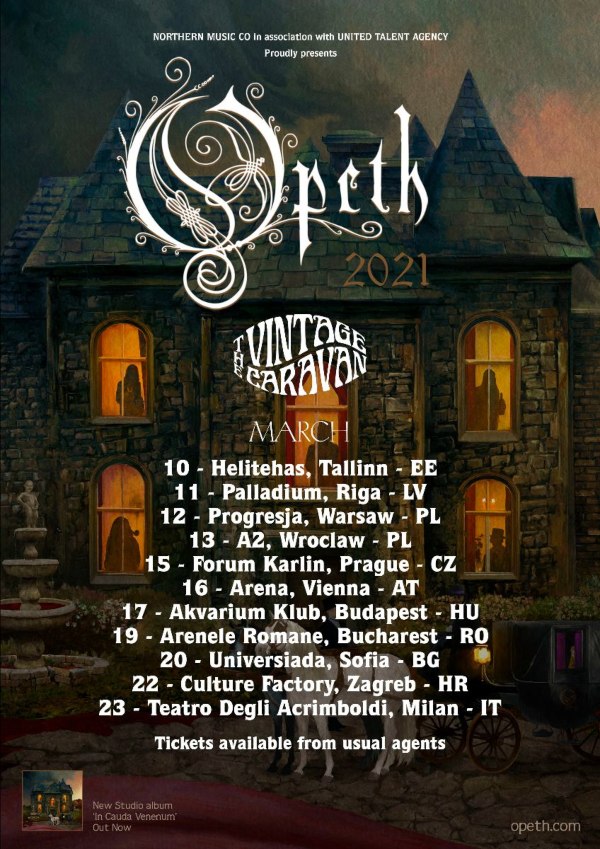 NORTHERN MUSIC CO in association with UNITED TALENT AGENCY
Proudly presents
Opeth
2021
THE VINTAGE CARAVAN
MARCH
10 - Helitehas, Tallinn - EE
11 - Palladium, Riga - LV
12 - Progresja, Warsaw - PL
13 - A2, Wroclaw - PL
15 - Forum Karlin, Prague - CZ
16 - Arena, Vienna - AT
17 - Akvarium Klub, Budapest - HU
19 - Arenele Romane, Bucharest - RO
20 - Universiada, Sofia - BG
22 - Culture Factory, Zagreb - HR
23 - Teatro Degli Acrimboldi, Milan - IT
Tickets available from usual agents
New Studio album
'In Cauda Venenum'
Out Now
opeth.com